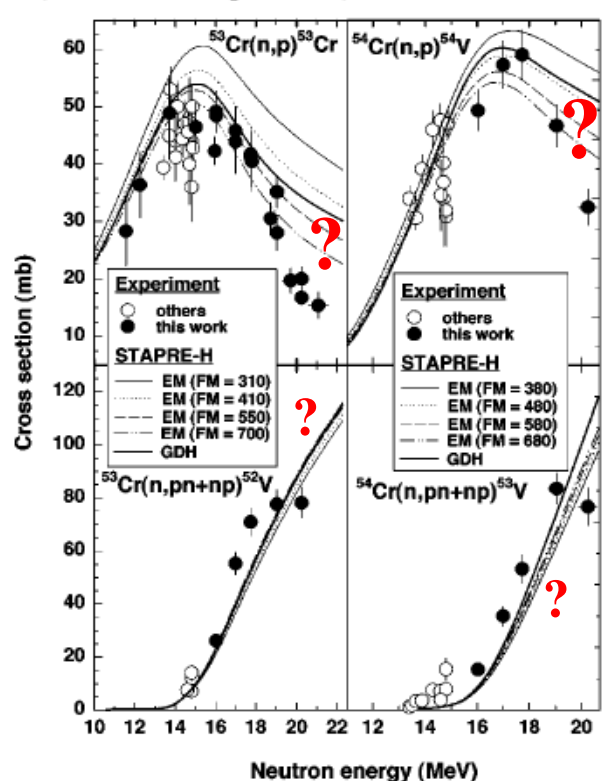 53Cr(n,p)53Cr
54Cr(n,p)54V
60
50
40
30
20
10
?
?
Cross section (mb)
Experiment
others
this work
STAPRE-H
EM (FM = 310)
EM (FM = 410)
EM (FM = 550)
EM (FM = 700)
GDH
Experiment
others
this work
STAPRE-H
EM (FM = 380)
EM (FM = 480)
EM (FM = 580)
EM (FM = 680)
GDH
120
100
80
60
40
20
0
?
?
53Cr(n,pn+np)52V
54Cr(n,pn+np)53V
10 12 14 16 18 20 22
12 14 16 18 20
Neutron energy (MeV)